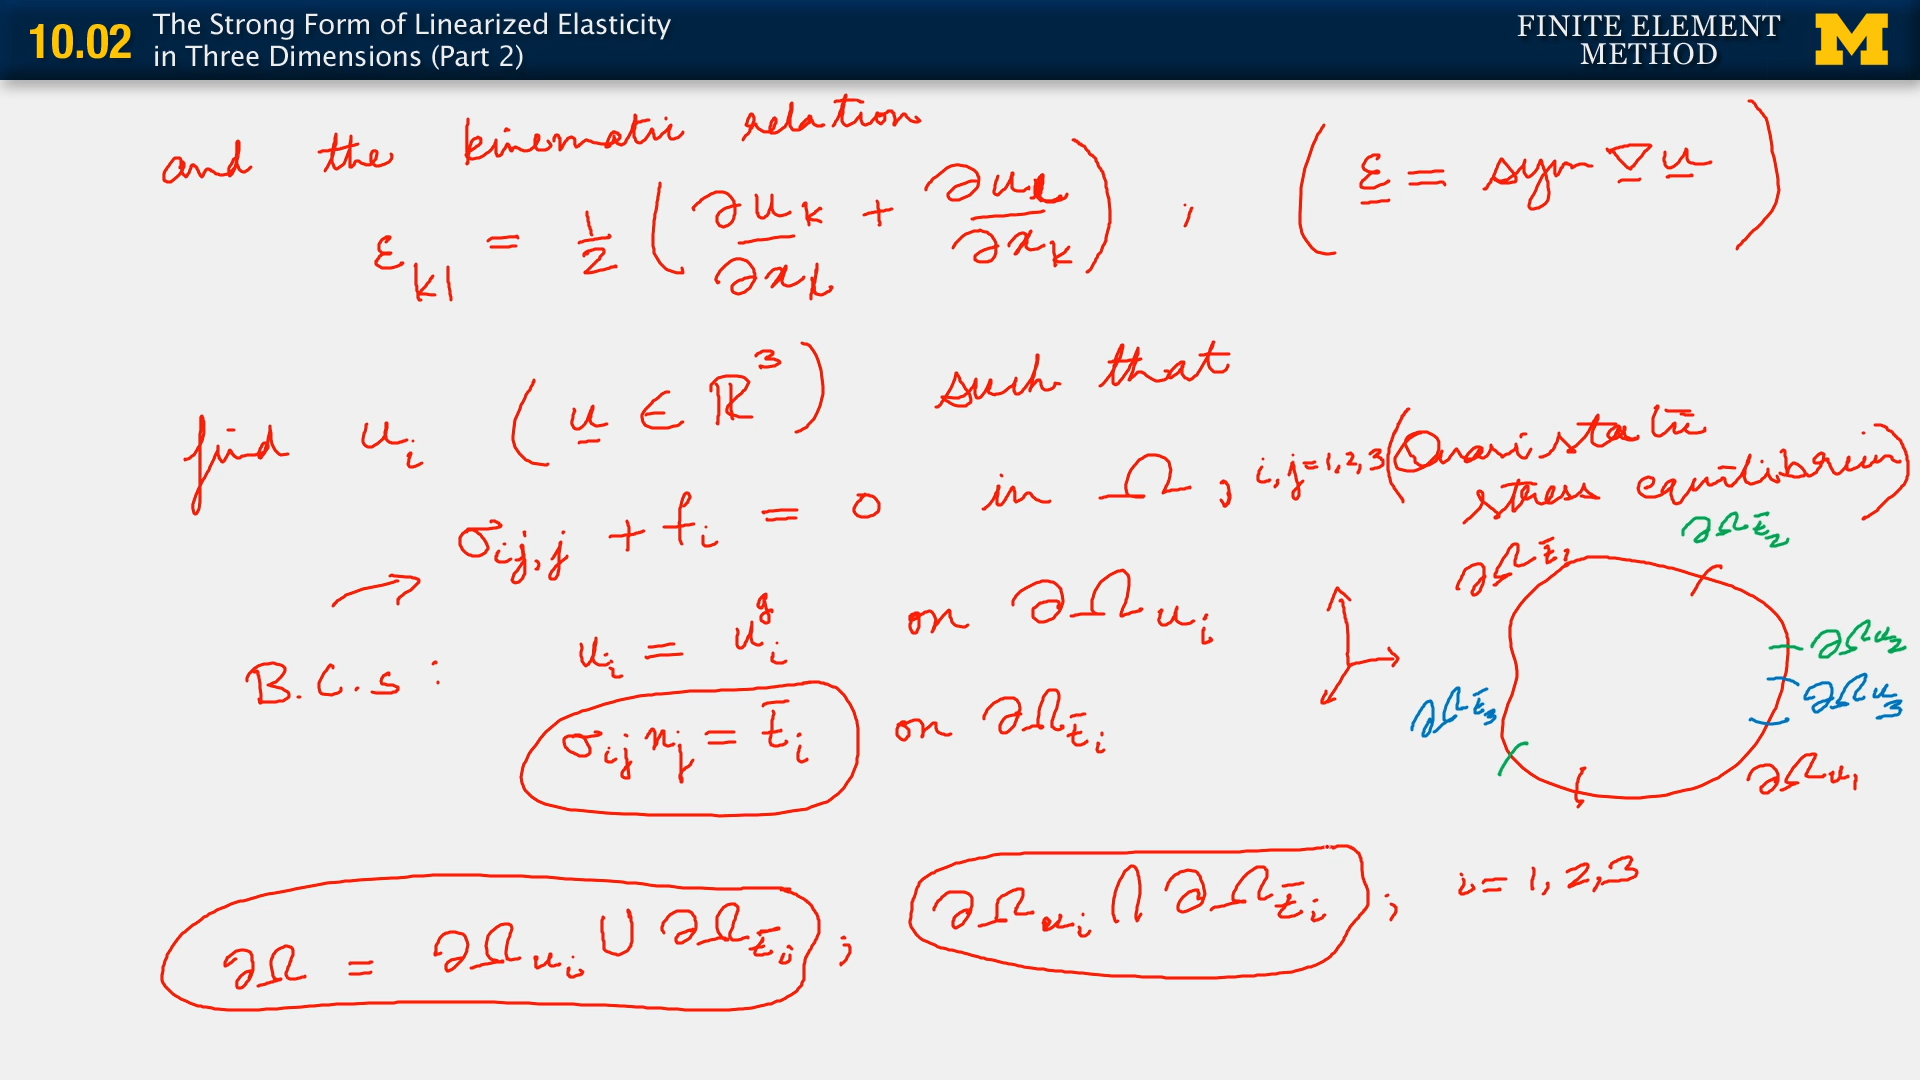 10.02 The Strong Form of Linearized Elasticity
in Three Dimensions (Part 2)
FINITE ELEMENT
METHOD
M
and the kinematic relation
ε_kl = 1/2 ( ∂u_k/∂x_l + ∂u_l/∂x_k ) , ( ε = sym ∇ u )
find u_i ( u ∈ ℝ³ ) such that
σ_ij,j + f_i = 0 in Ω , i, j = 1, 2, 3 (Quasistatic
stress equilibrium)
→
B.C.s : u_i = u_i^g on ∂Ω_u_i
σ_ij n_j = t̄_i on ∂Ω_t̄_i
∂Ω_t̄_1
∂Ω_t̄_2
∂Ω_u_2
∂Ω_u_3
∂Ω_t̄_3
∂Ω_u_1
∂Ω = ∂Ω_u_i ∪ ∂Ω_t̄_i ; ∂Ω_u_i ∩ ∂Ω_t̄_i ; i = 1, 2, 3